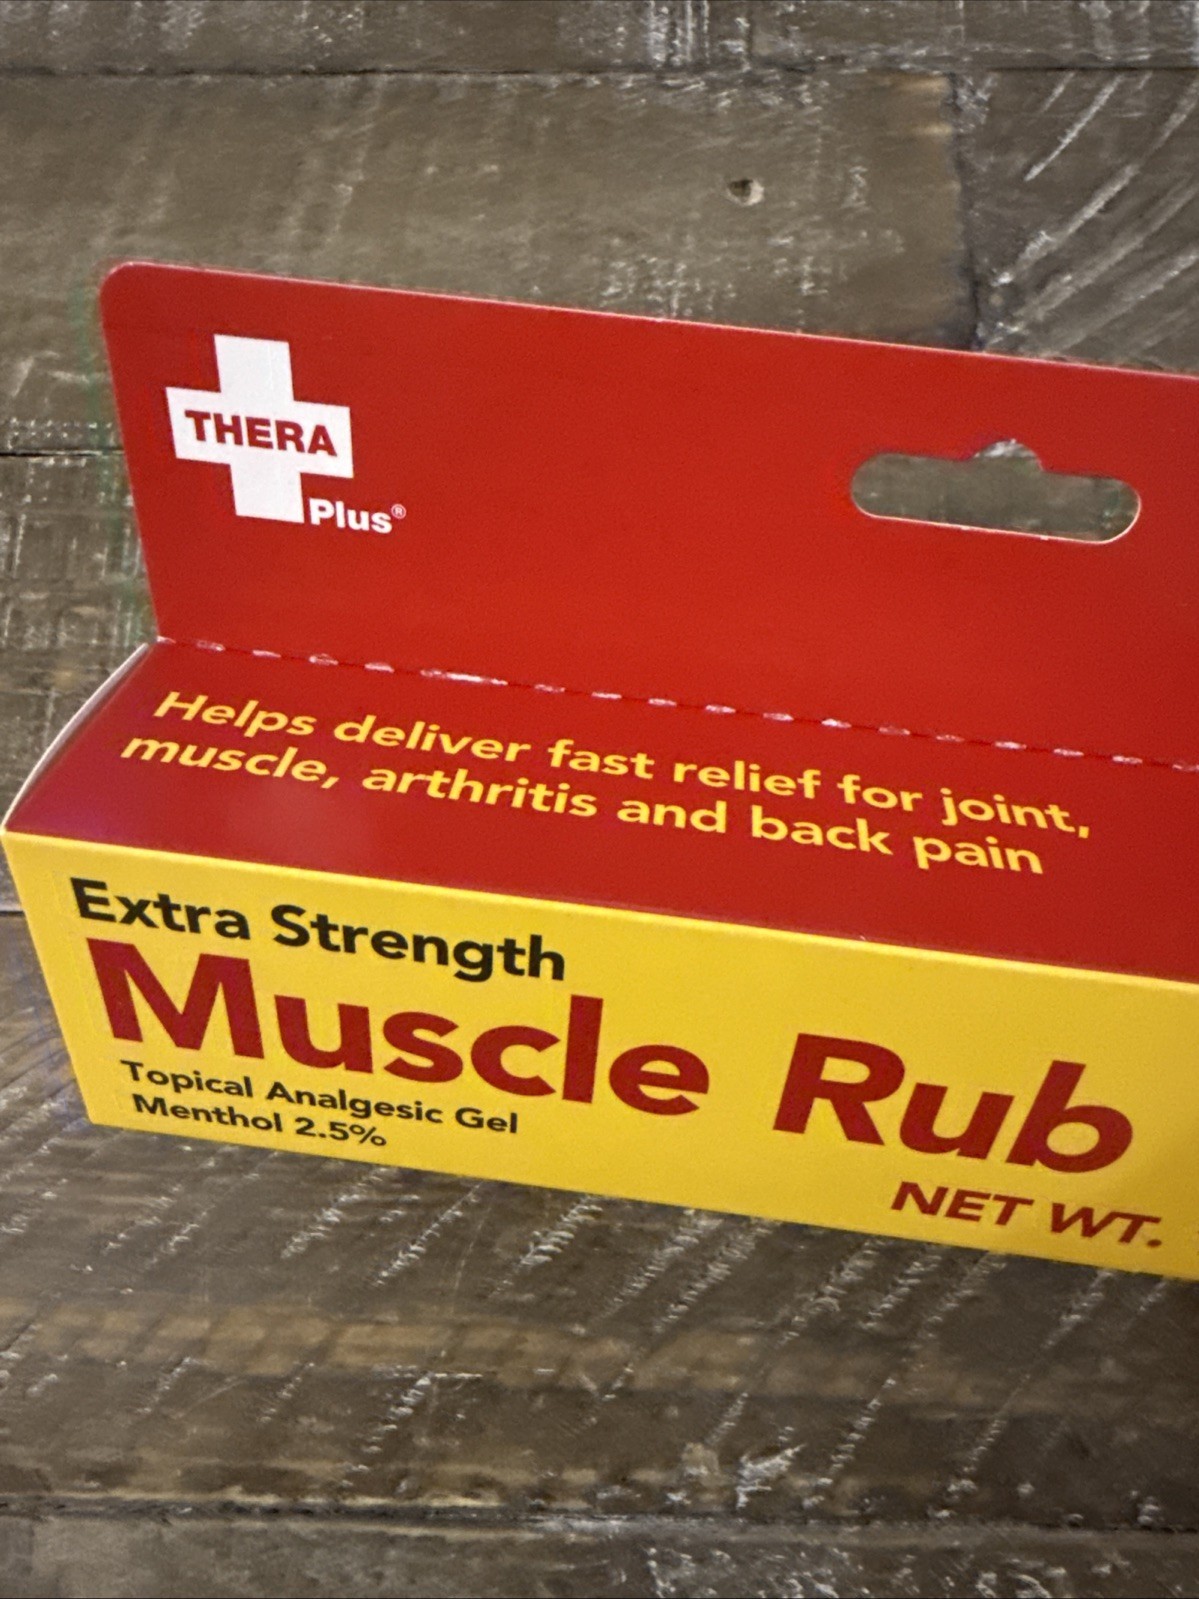 THERA
Plus®
Helps deliver fast relief for joint,
muscle, arthritis and back pain
Extra Strength
Muscle Rub
Topical Analgesic Gel
Menthol 2.5%
NET WT.